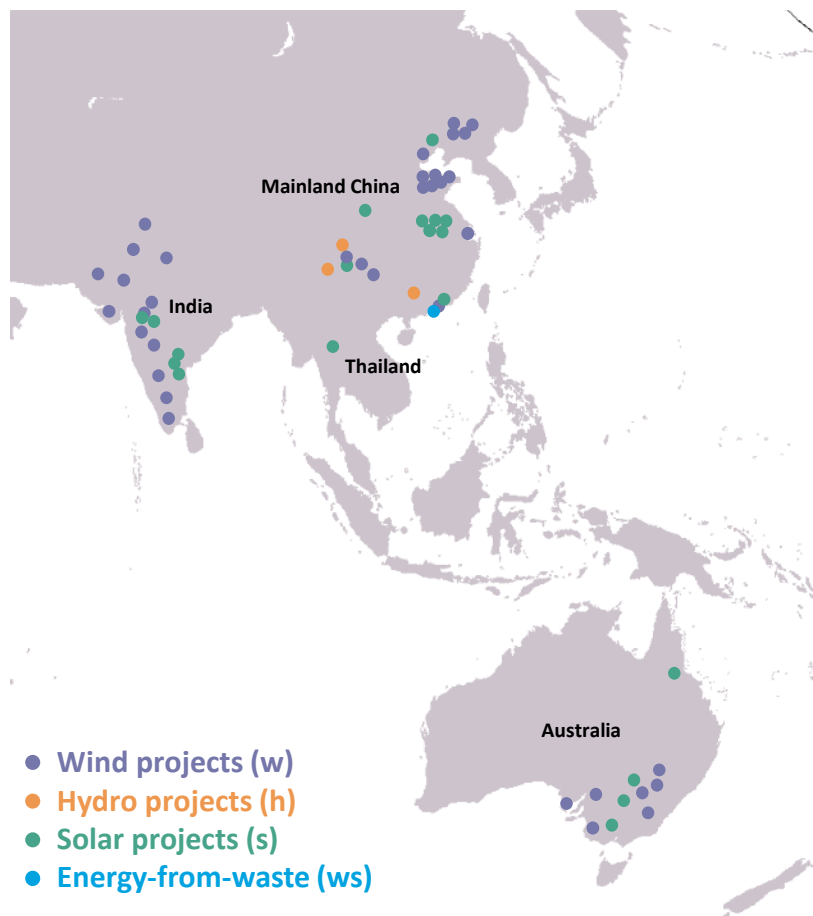 Mainland China
India
Thailand
Australia
Wind projects (w)
Hydro projects (h)
Solar projects (s)
Energy-from-waste (ws)